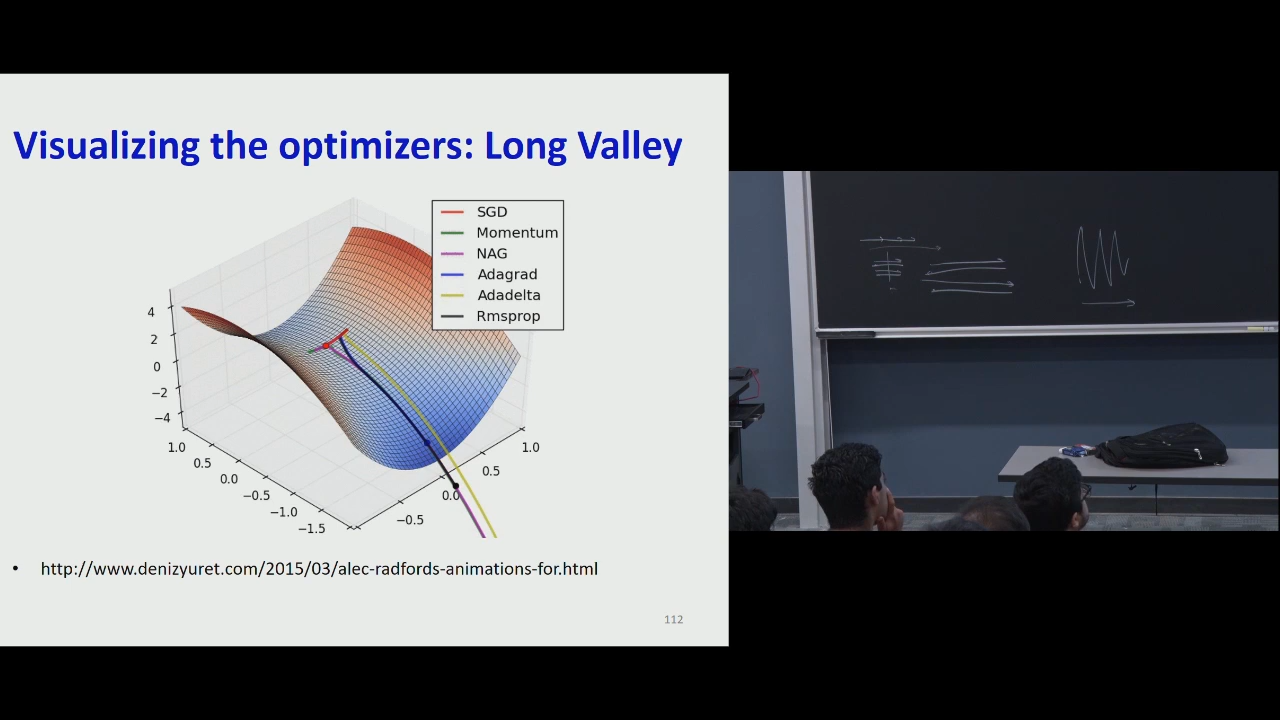 Visualizing the optimizers: Long Valley
SGD
Momentum
NAG
Adagrad
Adadelta
Rmsprop
4
2
0
−2
−4
1.0
0.5
0.0
−0.5
−1.0
−1.5
−0.5
0.0
0.5
1.0
• http://www.denizyuret.com/2015/03/alec-radfords-animations-for.html
112